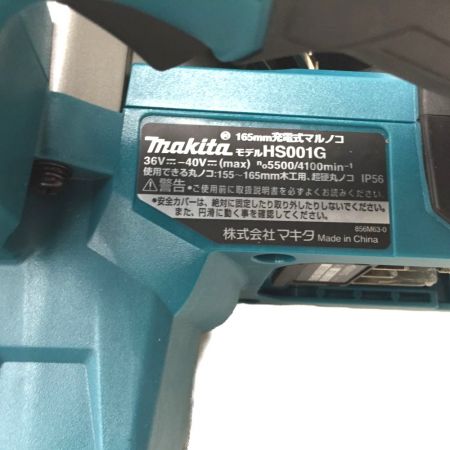 165mm充電式マルノコ
makita® モデルHS001G
36V⎓-40V⎓(max) n₀5500/4100min⁻¹
使用できる丸ノコ:155~165mm木工用、超硬丸ノコ IP56
⚠警告 •ご使用前に取扱説明書を必ずよくお読みください。
•安全カバーは、絶対に固定したり取り外したりしないでください。
また、円滑に動く事を確認してください。
856M63-0
株式会社マキタ Made in China